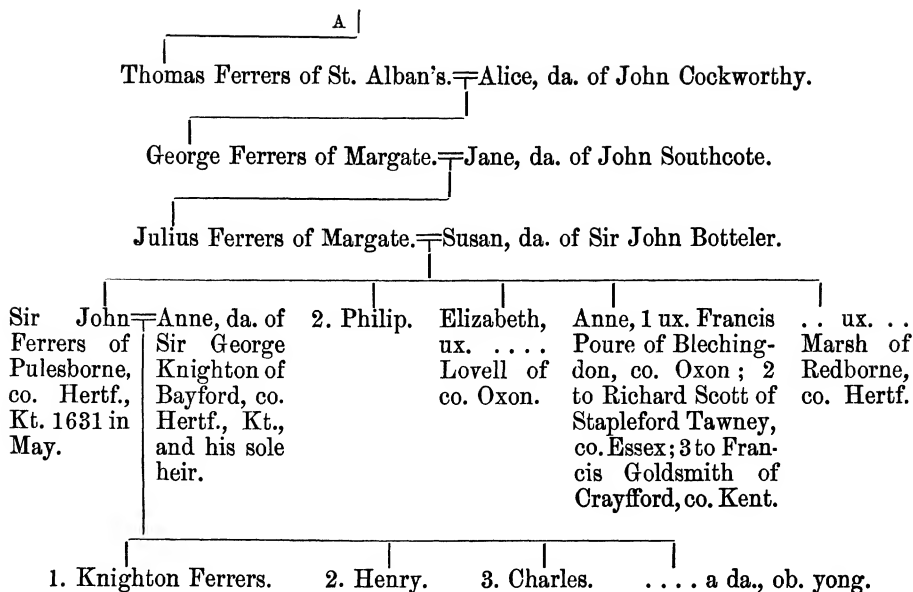 A
Thomas Ferrers of St. Alban's.=Alice, da. of John Cockworthy.
George Ferrers of Margate.=Jane, da. of John Southcote.
Julius Ferrers of Margate.=Susan, da. of Sir John Botteler.
Sir John=
Ferrers of
Pulesborne,
co. Hertf.,
Kt. 1631 in
May.
Anne, da. of
Sir George
Knighton of
Bayford, co.
Hertf., Kt.,
and his sole
heir.
2. Philip.
Elizabeth,
ux. . . . .
Lovell of
co. Oxon.
Anne, 1 ux. Francis
Poure of Bleching-
don, co. Oxon ; 2
to Richard Scott of
Stapleford Tawney,
co. Essex; 3 to Fran-
cis Goldsmith of
Crayfford, co. Kent.
. . ux. . .
Marsh of
Redborne,
co. Hertf.
1. Knighton Ferrers.
2. Henry.
3. Charles.
. . . . a da., ob. yong.